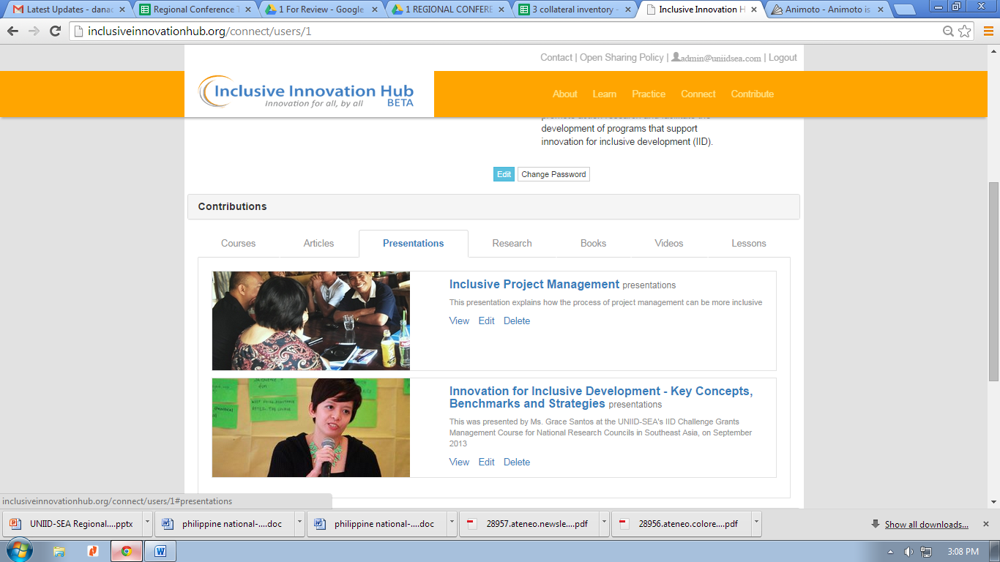 Latest Updates - danac
Regional Conference T
1 For Review - Google
1 REGIONAL CONFERE
3 collateral inventory -
Inclusive Innovation H
Animoto - Animoto is
inclusiveinnovationhub.org/connect/users/1
Contact | Open Sharing Policy | admin@uniidsea.com | Logout
Inclusive Innovation Hub
Innovation for all, by all BETA
About Learn Practice Connect Contribute
promote action research and facilitate the
development of programs that support
innovation for inclusive development (IID).
Edit Change Password
Contributions
Courses Articles Presentations Research Books Videos Lessons
Inclusive Project Management presentations
This presentation explains how the process of project management can be more inclusive
View Edit Delete
Innovation for Inclusive Development - Key Concepts,
Benchmarks and Strategies presentations
This was presented by Ms. Grace Santos at the UNIID-SEA's IID Challenge Grants
Management Course for National Research Councils in Southeast Asia, on September
2013
View Edit Delete
inclusiveinnovationhub.org/connect/users/1#presentations
UNIID-SEA Regional....pptx
philippine national-....doc
philippine national-....doc
28957.ateneo.newsle....pdf
28956.ateneo.colore....pdf
Show all downloads...
3:08 PM